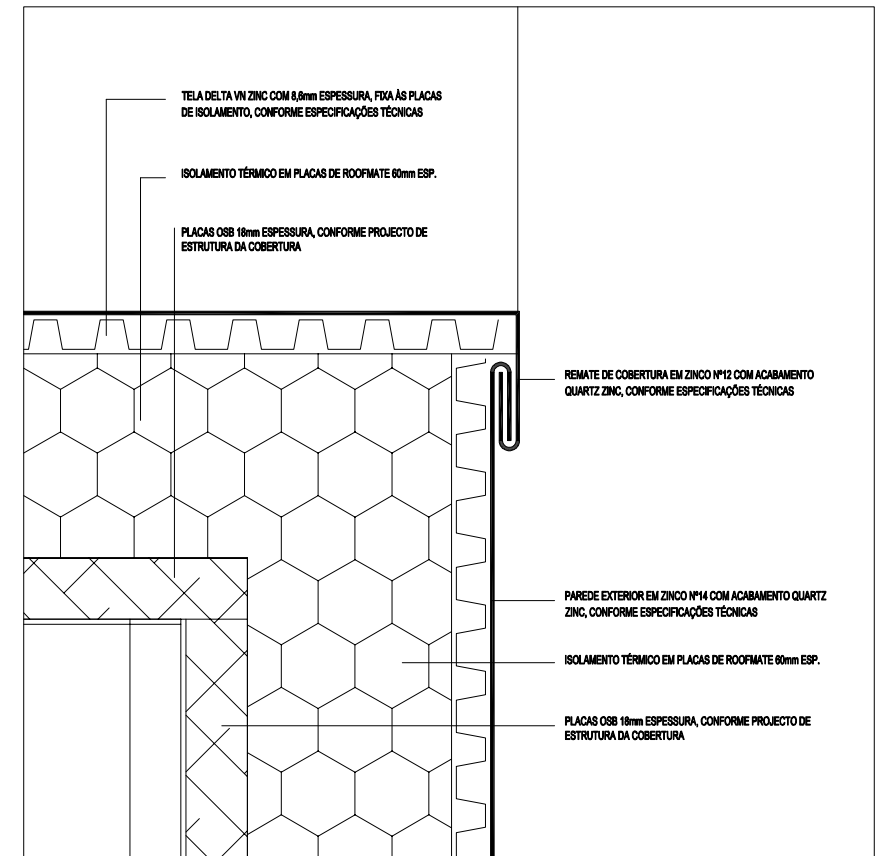 TELA DELTA VN ZINC COM 8,6mm ESPESSURA, FIXA ÀS PLACAS
DE ISOLAMENTO, CONFORME ESPECIFICAÇÕES TÉCNICAS
ISOLAMENTO TÉRMICO EM PLACAS DE ROOFMATE 60mm ESP.
PLACAS OSB 18mm ESPESSURA, CONFORME PROJECTO DE
ESTRUTURA DA COBERTURA
REMATE DE COBERTURA EM ZINCO Nº12 COM ACABAMENTO
QUARTZ ZINC, CONFORME ESPECIFICAÇÕES TÉCNICAS
PAREDE EXTERIOR EM ZINCO Nº14 COM ACABAMENTO QUARTZ
ZINC, CONFORME ESPECIFICAÇÕES TÉCNICAS
ISOLAMENTO TÉRMICO EM PLACAS DE ROOFMATE 60mm ESP.
PLACAS OSB 18mm ESPESSURA, CONFORME PROJECTO DE
ESTRUTURA DA COBERTURA